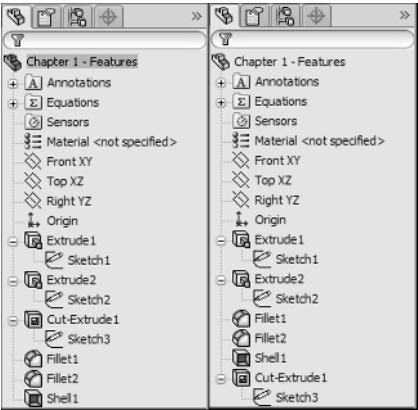 »
Chapter 1 - Features
Annotations
Equations
Sensors
Material <not specified>
Front XY
Top XZ
Right YZ
Origin
Extrude1
Sketch1
Extrude2
Sketch2
Cut-Extrude1
Sketch3
Fillet1
Fillet2
Shell1
»
Chapter 1 - Features
Annotations
Equations
Sensors
Material <not specified>
Front XY
Top XZ
Right YZ
Origin
Extrude1
Sketch1
Extrude2
Sketch2
Fillet1
Fillet2
Shell1
Cut-Extrude1
Sketch3